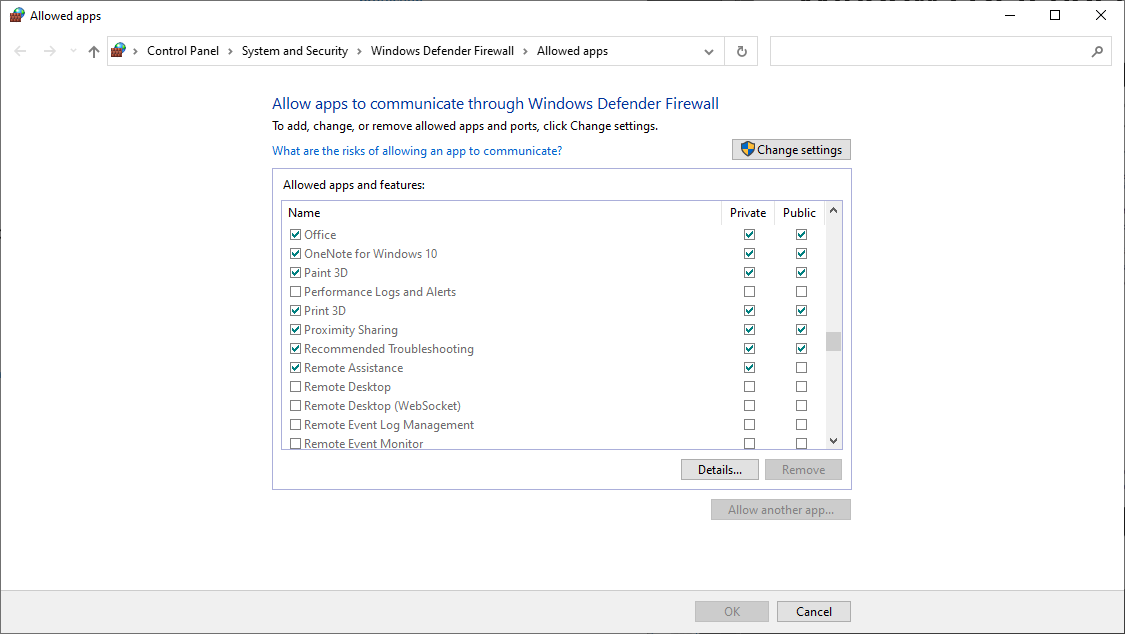 Allowed apps
Control Panel > System and Security > Windows Defender Firewall > Allowed apps
Allow apps to communicate through Windows Defender Firewall
To add, change, or remove allowed apps and ports, click Change settings.
What are the risks of allowing an app to communicate?
Change settings
Allowed apps and features:
Name Private Public
Office
OneNote for Windows 10
Paint 3D
Performance Logs and Alerts
Print 3D
Proximity Sharing
Recommended Troubleshooting
Remote Assistance
Remote Desktop
Remote Desktop (WebSocket)
Remote Event Log Management
Remote Event Monitor
Details... Remove
Allow another app...
OK Cancel